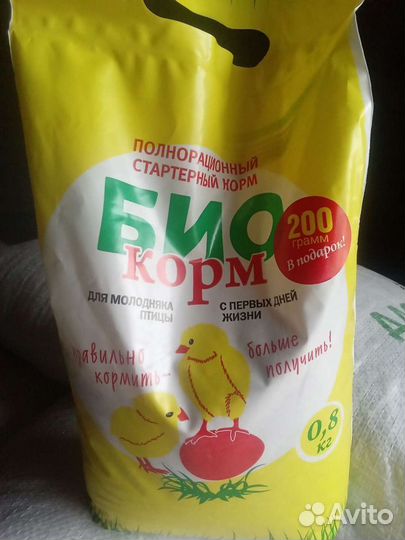 ПОЛНОРАЦИОННЫЙ
СТАРТЕРНЫЙ КОРМ
БИО
корм
200
грамм
В подарок!
ДЛЯ МОЛОДНЯКА
ПТИЦЫ
С ПЕРВЫХ ДНЕЙ
ЖИЗНИ
правильно
кормить-
больше
получить!
0,8
кг
Avito